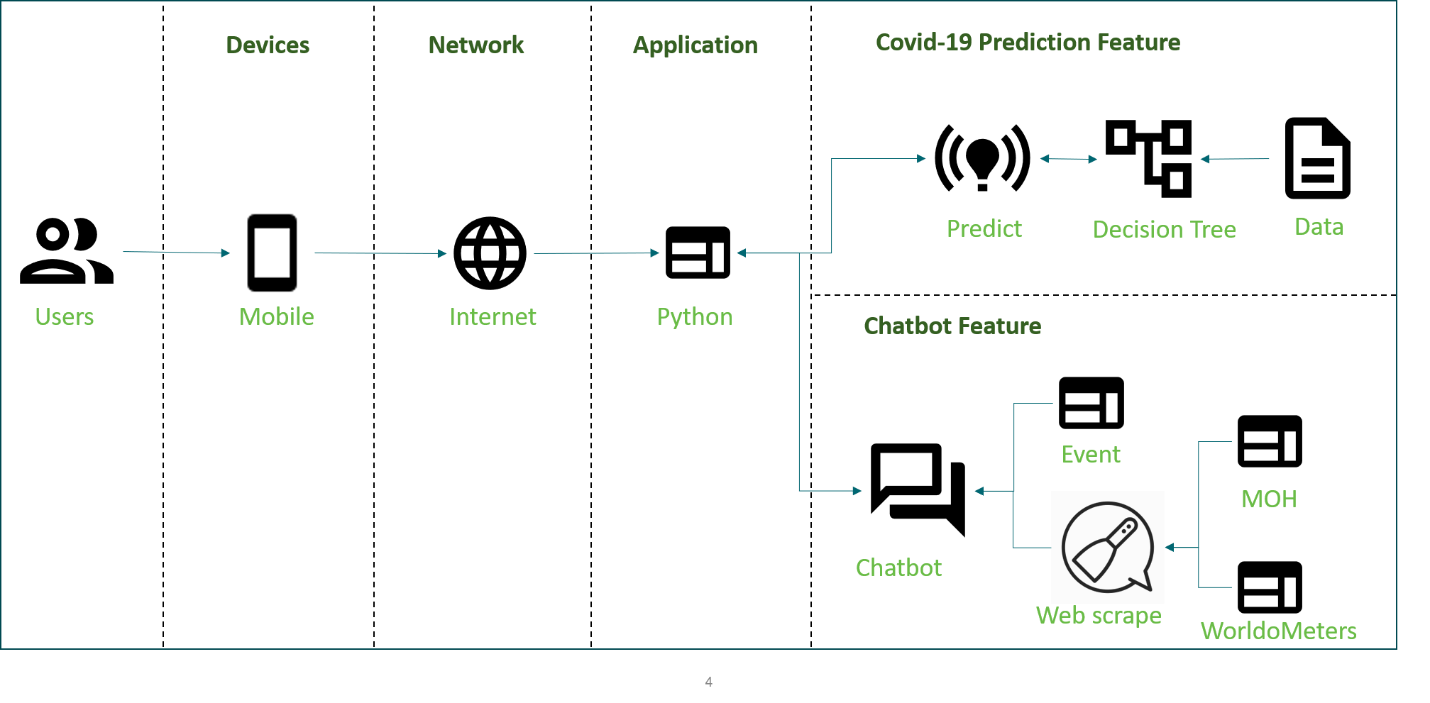 Devices
Network
Application
Covid-19 Prediction Feature
Predict
Decision Tree
Data
Users
Mobile
Internet
Python
Chatbot Feature
Event
MOH
Chatbot
Web scrape
WorldoMeters
4